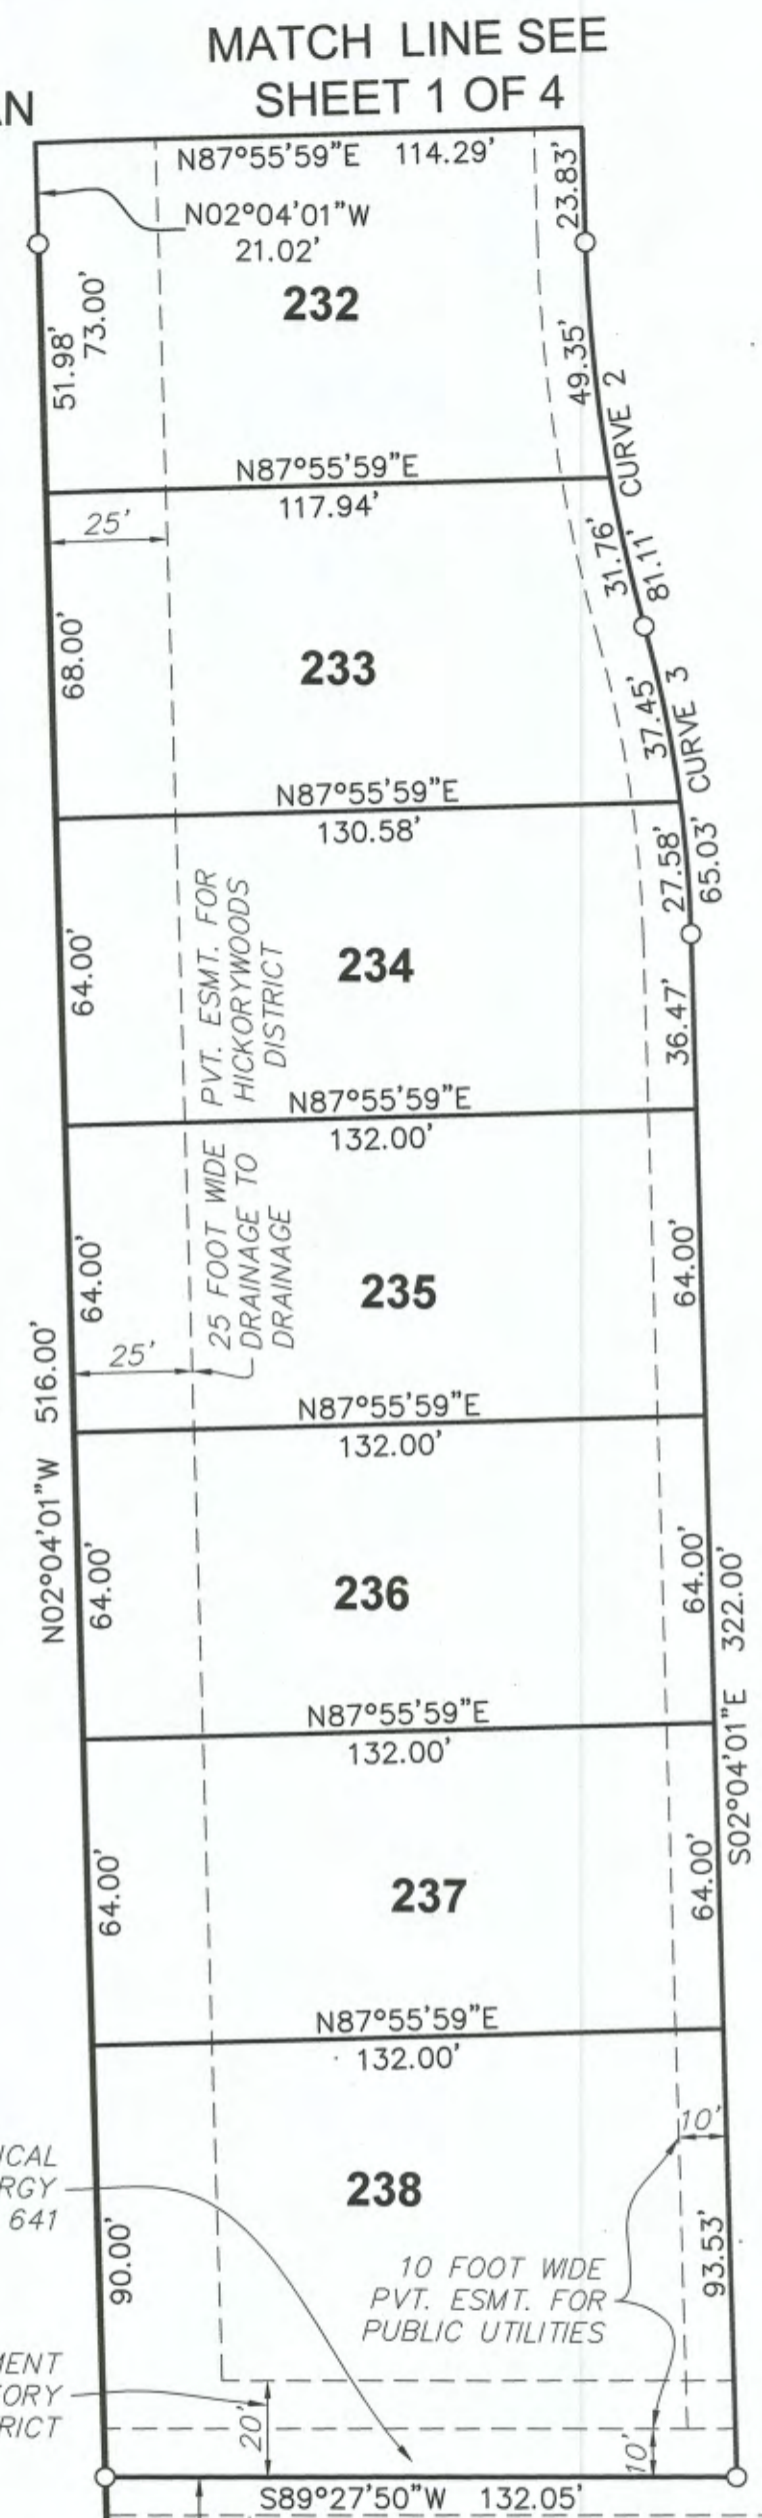 MATCH LINE SEE
SHEET 1 OF 4
AN
N87°55'59"E 114.29'
23.83'
N02°04'01"W
21.02'
232
51.98'
73.00'
49.35'
CURVE 2
N87°55'59"E
117.94'
25'
31.76'
81.11'
68.00'
233
37.45'
CURVE 3
N87°55'59"E
130.58'
27.58'
65.03'
64.00'
234
PVT. ESMT. FOR
HICKORYWOODS
DISTRICT
36.47'
N87°55'59"E
132.00'
25 FOOT WIDE
DRAINAGE TO
DRAINAGE
64.00'
235
64.00'
25'
N87°55'59"E
132.00'
N02°04'01"W 516.00'
64.00'
236
64.00'
S02°04'01"E 322.00'
N87°55'59"E
132.00'
64.00'
237
64.00'
N87°55'59"E
132.00'
10'
ICAL
RGY
641
238
90.00'
93.53'
10 FOOT WIDE
PVT. ESMT. FOR
PUBLIC UTILITIES
MENT
ORY
RICT
20'
10'
S89°27'50"W 132.05'